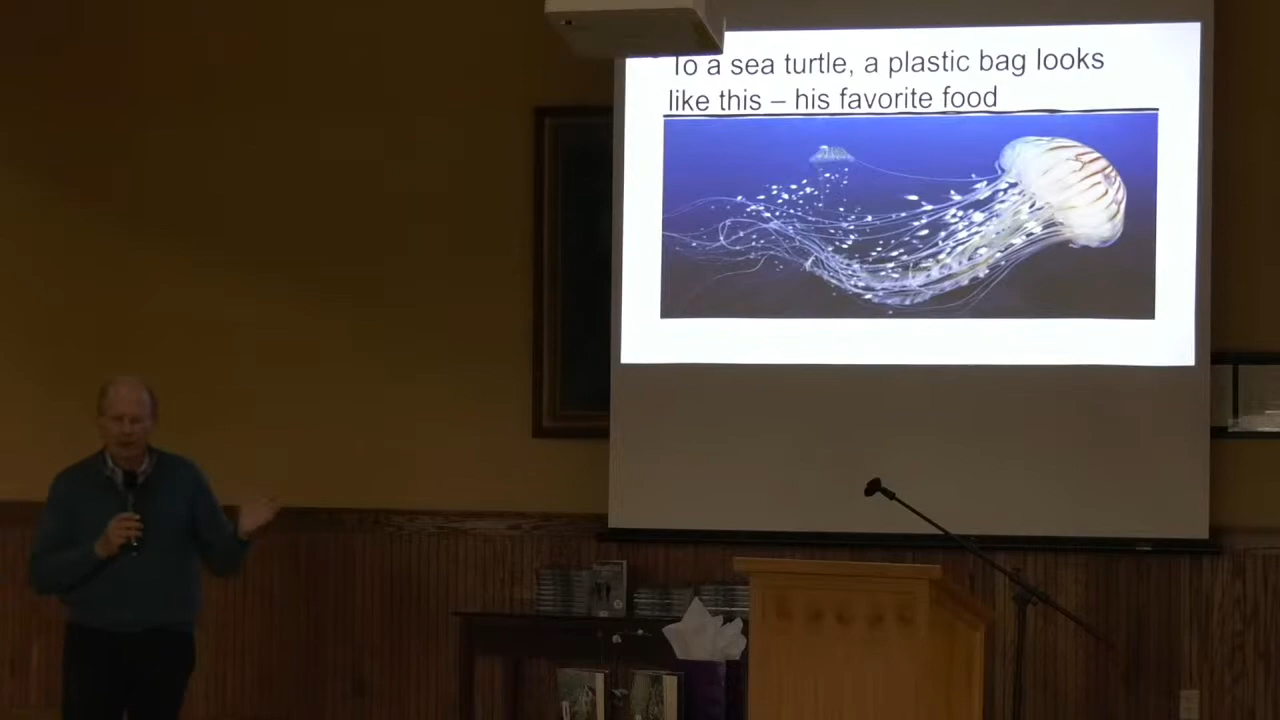 To a sea turtle, a plastic bag looks
like this – his favorite food